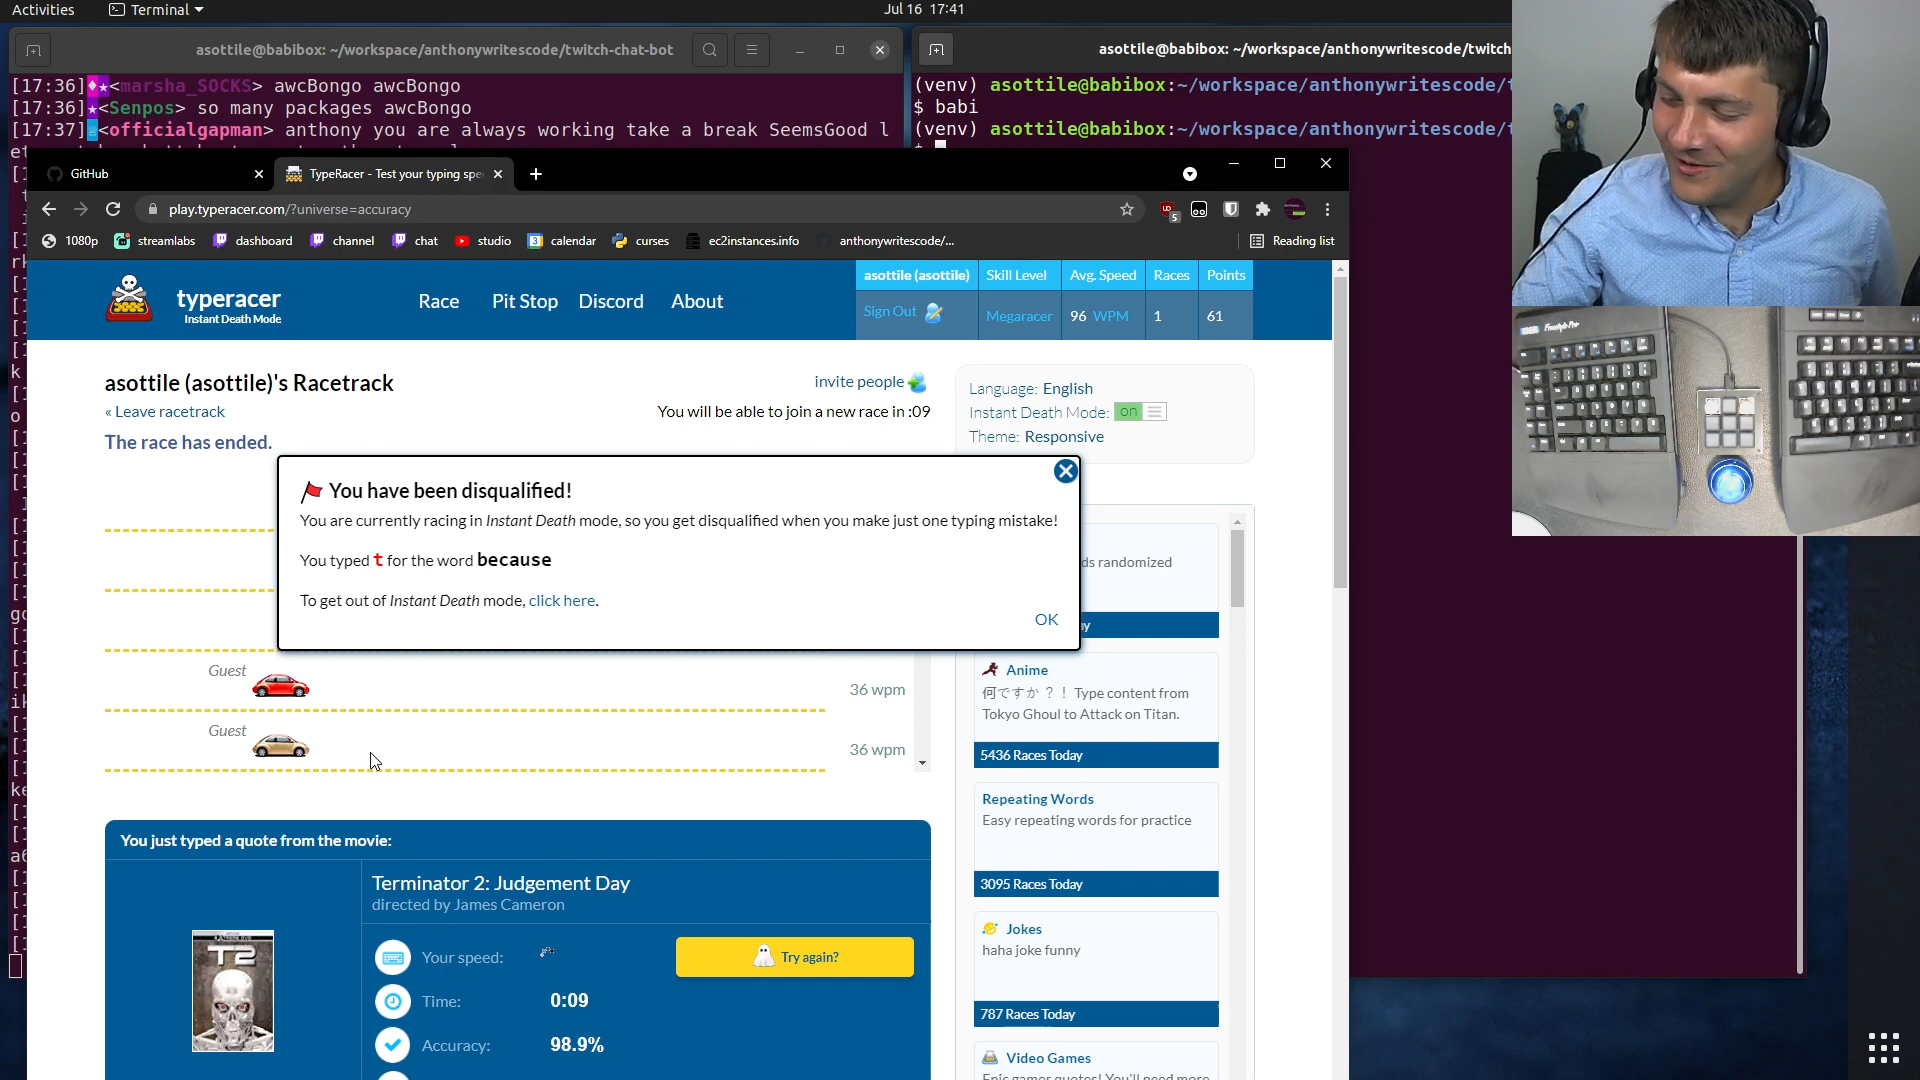 Activities
Terminal
Jul 16 17:41
asottile@babibox: ~/workspace/anthonywritescode/twitch-chat-bot
[17:36] <marsha_SOCKS> awcBongo awcBongo
[17:36] <Senpos> so many packages awcBongo
[17:37] <officialgapman> anthony you are always working take a break SeemsGood l
asottile@babibox: ~/workspace/anthonywritescode/twitch
(venv) asottile@babibox:~/workspace/anthonywritescode/t
$ babi
(venv) asottile@babibox:~/workspace/anthonywritescode/t
$
GitHub
TypeRacer - Test your typing spe
play.typeracer.com/?universe=accuracy
1080p
streamlabs
dashboard
channel
chat
studio
calendar
curses
ec2instances.info
anthonywritescode/...
Reading list
typeracer
Instant Death Mode
Race
Pit Stop
Discord
About
asottile (asottile)
Skill Level
Avg. Speed
Races
Points
Sign Out
Megaracer
96 WPM
1
61
asottile (asottile)'s Racetrack
invite people
« Leave racetrack
You will be able to join a new race in :09
The race has ended.
Language: English
Instant Death Mode: on
Theme: Responsive
You have been disqualified!
You are currently racing in Instant Death mode, so you get disqualified when you make just one typing mistake!
You typed t for the word because
To get out of Instant Death mode, click here.
OK
ds randomized
ay
Guest
36 wpm
Guest
36 wpm
Anime
何ですか？！ Type content from
Tokyo Ghoul to Attack on Titan.
5436 Races Today
Repeating Words
Easy repeating words for practice
3095 Races Today
Jokes
haha joke funny
787 Races Today
Video Games
Epic gamer quotes! You'll need more
You just typed a quote from the movie:
Terminator 2: Judgement Day
directed by James Cameron
T2
Your speed:
Try again?
Time:
0:09
Accuracy:
98.9%